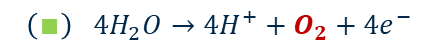 (■) 4H₂O → 4H⁺ + O₂ + 4e⁻